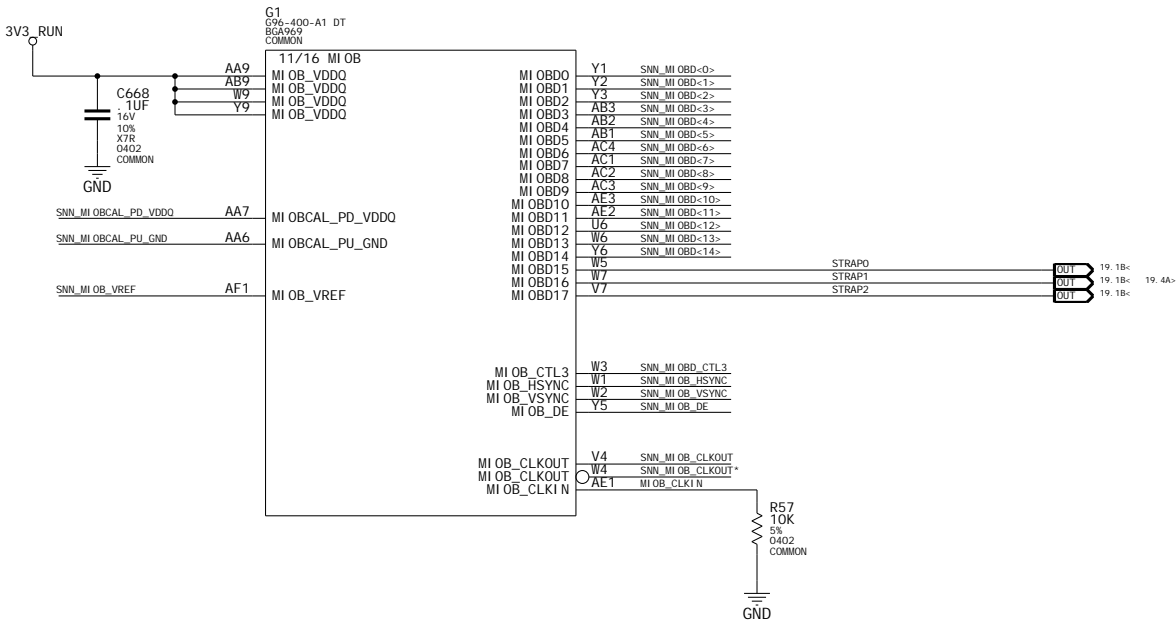 G1
G96-400-A1 DT
BGA969
COMMON
3V3_RUN
11/16 MIOB
AA9 MIOB_VDDQ
AB9 MIOB_VDDQ
W9 MIOB_VDDQ
Y9 MIOB_VDDQ
C668
.1UF
16V
10%
X7R
0402
COMMON
GND
SNN_MIOBCAL_PD_VDDQ AA7 MIOBCAL_PD_VDDQ
SNN_MIOBCAL_PU_GND AA6 MIOBCAL_PU_GND
SNN_MIOB_VREF AF1 MIOB_VREF
MIOBD0 Y1 SNN_MIOBD<0>
MIOBD1 Y2 SNN_MIOBD<1>
MIOBD2 Y3 SNN_MIOBD<2>
MIOBD3 AB3 SNN_MIOBD<3>
MIOBD4 AB2 SNN_MIOBD<4>
MIOBD5 AB1 SNN_MIOBD<5>
MIOBD6 AC4 SNN_MIOBD<6>
MIOBD7 AC1 SNN_MIOBD<7>
MIOBD8 AC2 SNN_MIOBD<8>
MIOBD9 AC3 SNN_MIOBD<9>
MIOBD10 AE3 SNN_MIOBD<10>
MIOBD11 AE2 SNN_MIOBD<11>
MIOBD12 U6 SNN_MIOBD<12>
MIOBD13 W6 SNN_MIOBD<13>
MIOBD14 Y6 SNN_MIOBD<14>
MIOBD15 W5 STRAP0 OUT 19.1B<
MIOBD16 W7 STRAP1 OUT 19.1B< 19.4A>
MIOBD17 V7 STRAP2 OUT 19.1B<
MIOB_CTL3 W3 SNN_MIOBD_CTL3
MIOB_HSYNC W1 SNN_MIOB_HSYNC
MIOB_VSYNC W2 SNN_MIOB_VSYNC
MIOB_DE Y5 SNN_MIOB_DE
MIOB_CLKOUT V4 SNN_MIOB_CLKOUT
MIOB_CLKOUT W4 SNN_MIOB_CLKOUT*
MIOB_CLKIN AE1 MIOB_CLKIN
R57
10K
5%
0402
COMMON
GND